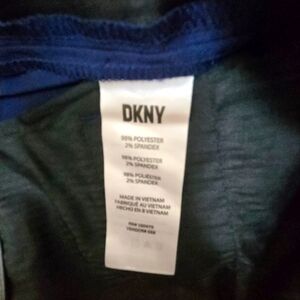 DKNY
98% POLYESTER
2% SPANDEX
98% POLIÉSTER
2% SPANDEX
98% POLYESTER
2% SPANDEX
MADE IN VIETNAM
FABRIQUÉ AU VIETNAM
HECHO EN VIETNAM